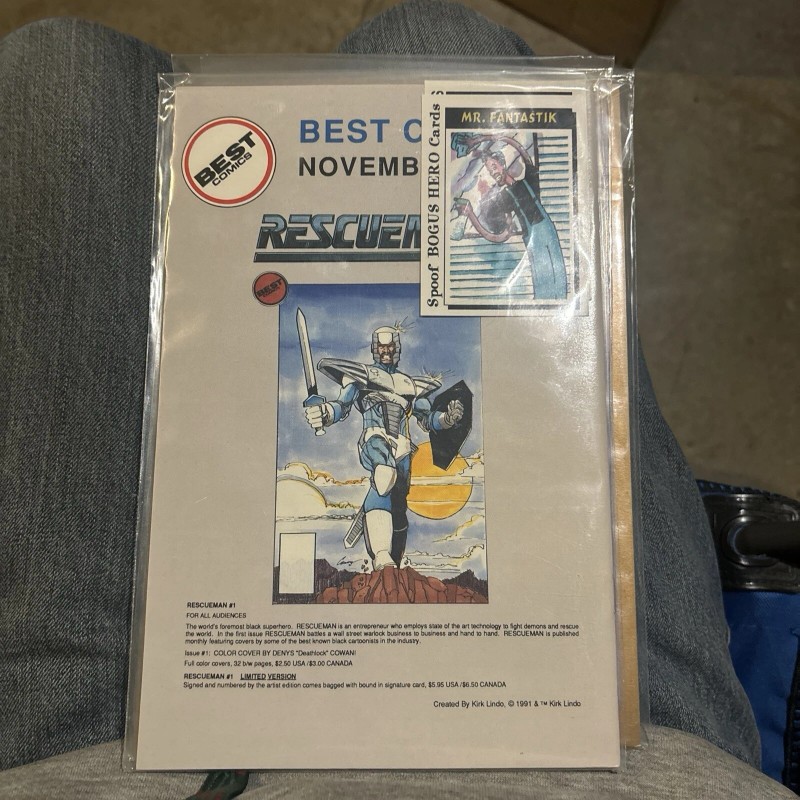 BEST
COMICS
BEST C
NOVEMB
RESCUEM
Spoof BOGUS HERO Cards
MR. FANTASTIK
BEST
RESCUEMAN #1
FOR ALL AUDIENCES
The world's foremost black superhero. RESCUEMAN is an entrepreneur who employs state of the art technology to fight demons and rescue
the world. In the first issue RESCUEMAN battles a wall street warlock business to business and hand to hand. RESCUEMAN is published
monthly featuring covers by some of the best known black cartoonists in the industry.
Issue #1: COLOR COVER BY DENYS "Deathlock" COWAN!
Full color covers, 32 b/w pages, $2.50 USA /$3.00 CANADA
RESCUEMAN #1 LIMITED VERSION
Signed and numbered by the artist edition comes bagged with bound in signature card, $5.95 USA /$6.50 CANADA
Created By Kirk Lindo, © 1991 & ™ Kirk Lindo